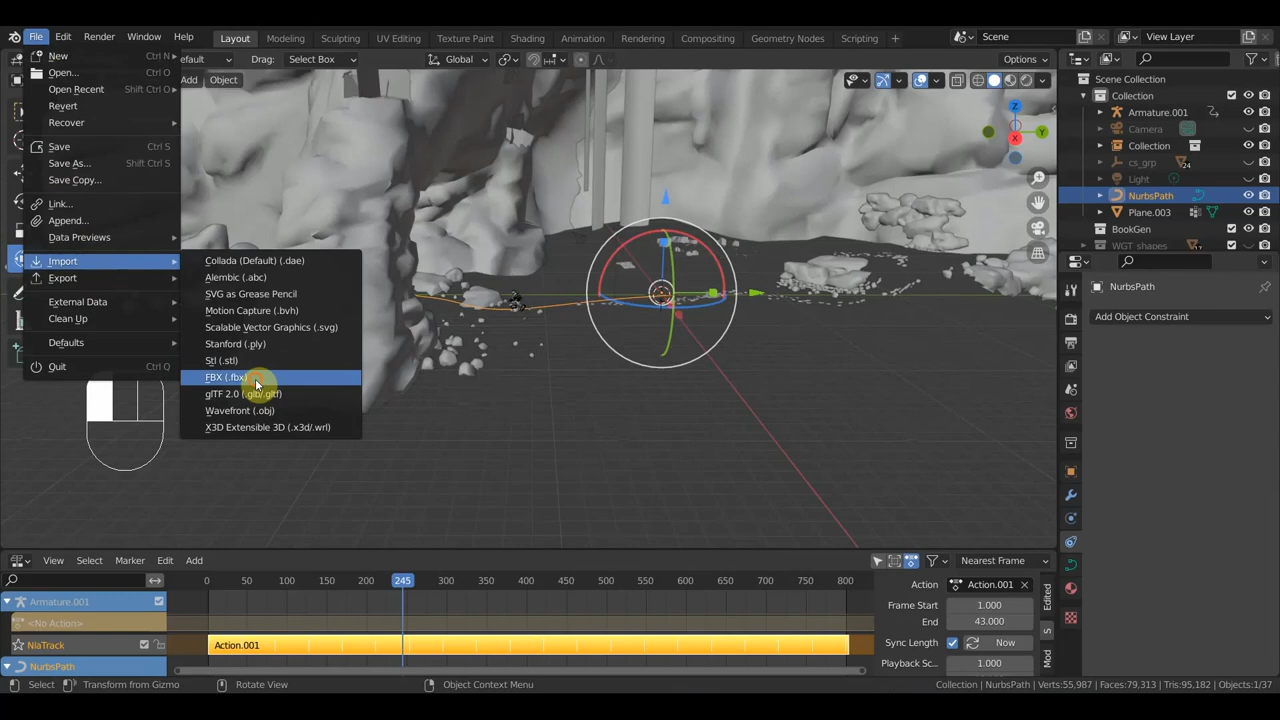 File Edit Render Window Help
Layout Modeling Sculpting UV Editing Texture Paint Shading Animation Rendering Compositing Geometry Nodes Scripting +
Scene
View Layer
efault
Drag: Select Box
Global
Options
Add Object
New Ctrl N
Open... Ctrl O
Open Recent Shift Ctrl O
Revert
Recover
Save Ctrl S
Save As... Shift Ctrl S
Save Copy...
Link...
Append...
Data Previews
Import
Export
External Data
Clean Up
Defaults
Quit Ctrl Q
Collada (Default) (.dae)
Alembic (.abc)
SVG as Grease Pencil
Motion Capture (.bvh)
Scalable Vector Graphics (.svg)
Stanford (.ply)
Stl (.stl)
FBX (.fbx)
glTF 2.0 (.glb/.gltf)
Wavefront (.obj)
X3D Extensible 3D (.x3d/.wrl)
Z
Y
X
Scene Collection
Collection
Armature.001
Camera
Collection
cs_grp 24
Light
NurbsPath
Plane.003
BookGen
WGT_shapes
NurbsPath
Add Object Constraint
View Select Marker Edit Add
Nearest Frame
0 50 100 150 200 245 300 350 400 450 500 550 600 650 700 750 800
Armature.001
<No Action>
NlaTrack
Action.001
NurbsPath
Action Action.001
Frame Start 1.000
End 43.000
Sync Length Now
Playback Sc... 1.000
Edited
S
Mod
Select Transform from Gizmo Rotate View Object Context Menu
Collection | NurbsPath | Verts:55,987 | Faces:79,313 | Tris:95,182 | Objects:1/37